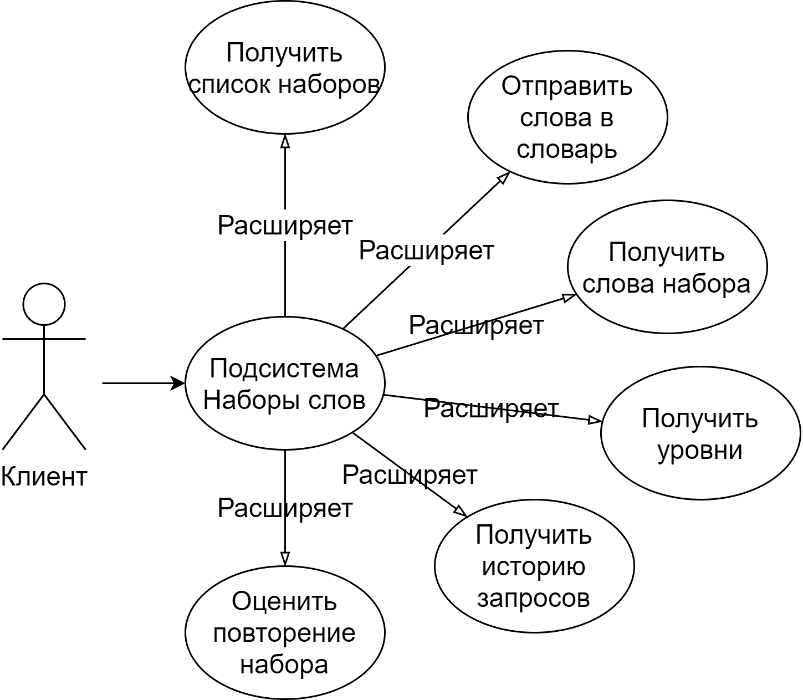 Получить
список наборов
Отправить
слова в
словарь
Расширяет
Расширяет
Получить
слова набора
Расширяет
Подсистема
Наборы слов
Расширяет
Получить
уровни
Клиент
Расширяет
Расширяет
Получить
историю
запросов
Оценить
повторение
набора